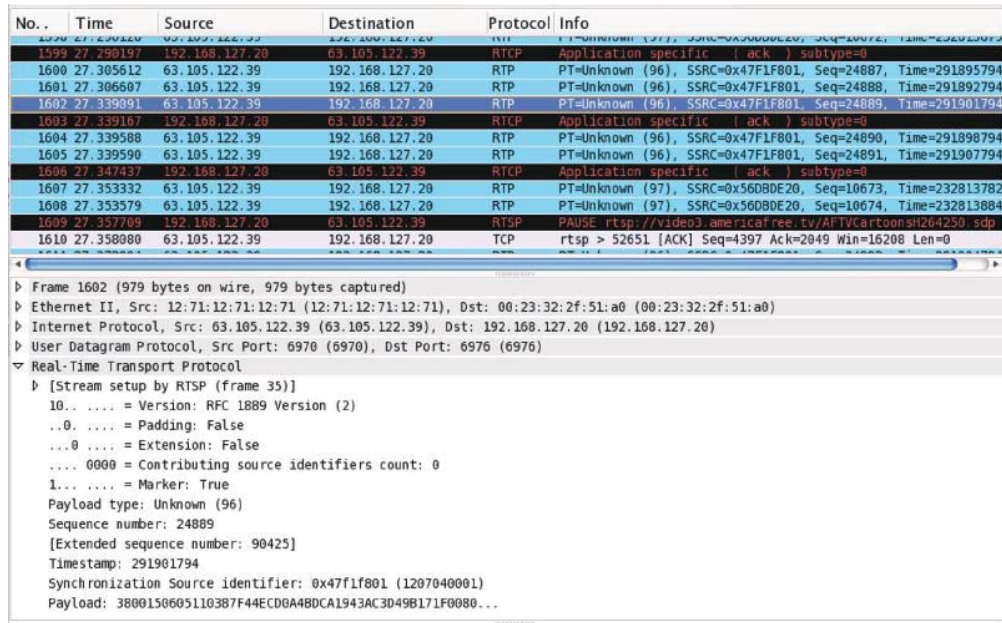 No. . Time Source Destination Protocol Info
1599 27.290197 192.168.127.20 63.105.122.39 RTCP Application specific ( ack ) subtype=0
1600 27.305612 63.105.122.39 192.168.127.20 RTP PT=Unknown (96), SSRC=0x47F1F801, Seq=24887, Time=291895794
1601 27.306607 63.105.122.39 192.168.127.20 RTP PT=Unknown (96), SSRC=0x47F1F801, Seq=24888, Time=291892794
1602 27.339091 63.105.122.39 192.168.127.20 RTP PT=Unknown (96), SSRC=0x47F1F801, Seq=24889, Time=291901794
1603 27.339167 192.168.127.20 63.105.122.39 RTCP Application specific ( ack ) subtype=0
1604 27.339588 63.105.122.39 192.168.127.20 RTP PT=Unknown (96), SSRC=0x47F1F801, Seq=24890, Time=291898794
1605 27.339590 63.105.122.39 192.168.127.20 RTP PT=Unknown (96), SSRC=0x47F1F801, Seq=24891, Time=291907794
1606 27.347437 192.168.127.20 63.105.122.39 RTCP Application specific ( ack ) subtype=0
1607 27.353332 63.105.122.39 192.168.127.20 RTP PT=Unknown (97), SSRC=0x56DBDE20, Seq=10673, Time=232813782
1608 27.353579 63.105.122.39 192.168.127.20 RTP PT=Unknown (97), SSRC=0x56DBDE20, Seq=10674, Time=232813884
1609 27.357709 192.168.127.20 63.105.122.39 RTSP PAUSE rtsp://video3.americafree.tv/AFTVCartoonsH264250.sdp
1610 27.358080 63.105.122.39 192.168.127.20 TCP rtsp > 52651 [ACK] Seq=4397 Ack=2049 Win=16208 Len=0
Frame 1602 (979 bytes on wire, 979 bytes captured)
Ethernet II, Src: 12:71:12:71:12:71 (12:71:12:71:12:71), Dst: 00:23:32:2f:51:a0 (00:23:32:2f:51:a0)
Internet Protocol, Src: 63.105.122.39 (63.105.122.39), Dst: 192.168.127.20 (192.168.127.20)
User Datagram Protocol, Src Port: 6970 (6970), Dst Port: 6976 (6976)
Real-Time Transport Protocol
[Stream setup by RTSP (frame 35)]
10.. .... = Version: RFC 1889 Version (2)
..0. .... = Padding: False
...0 .... = Extension: False
.... 0000 = Contributing source identifiers count: 0
1... .... = Marker: True
Payload type: Unknown (96)
Sequence number: 24889
[Extended sequence number: 90425]
Timestamp: 291901794
Synchronization Source identifier: 0x47f1f801 (1207040001)
Payload: 3800150605110387F44ECD0A4BDCA1943AC3D49B171F0080...